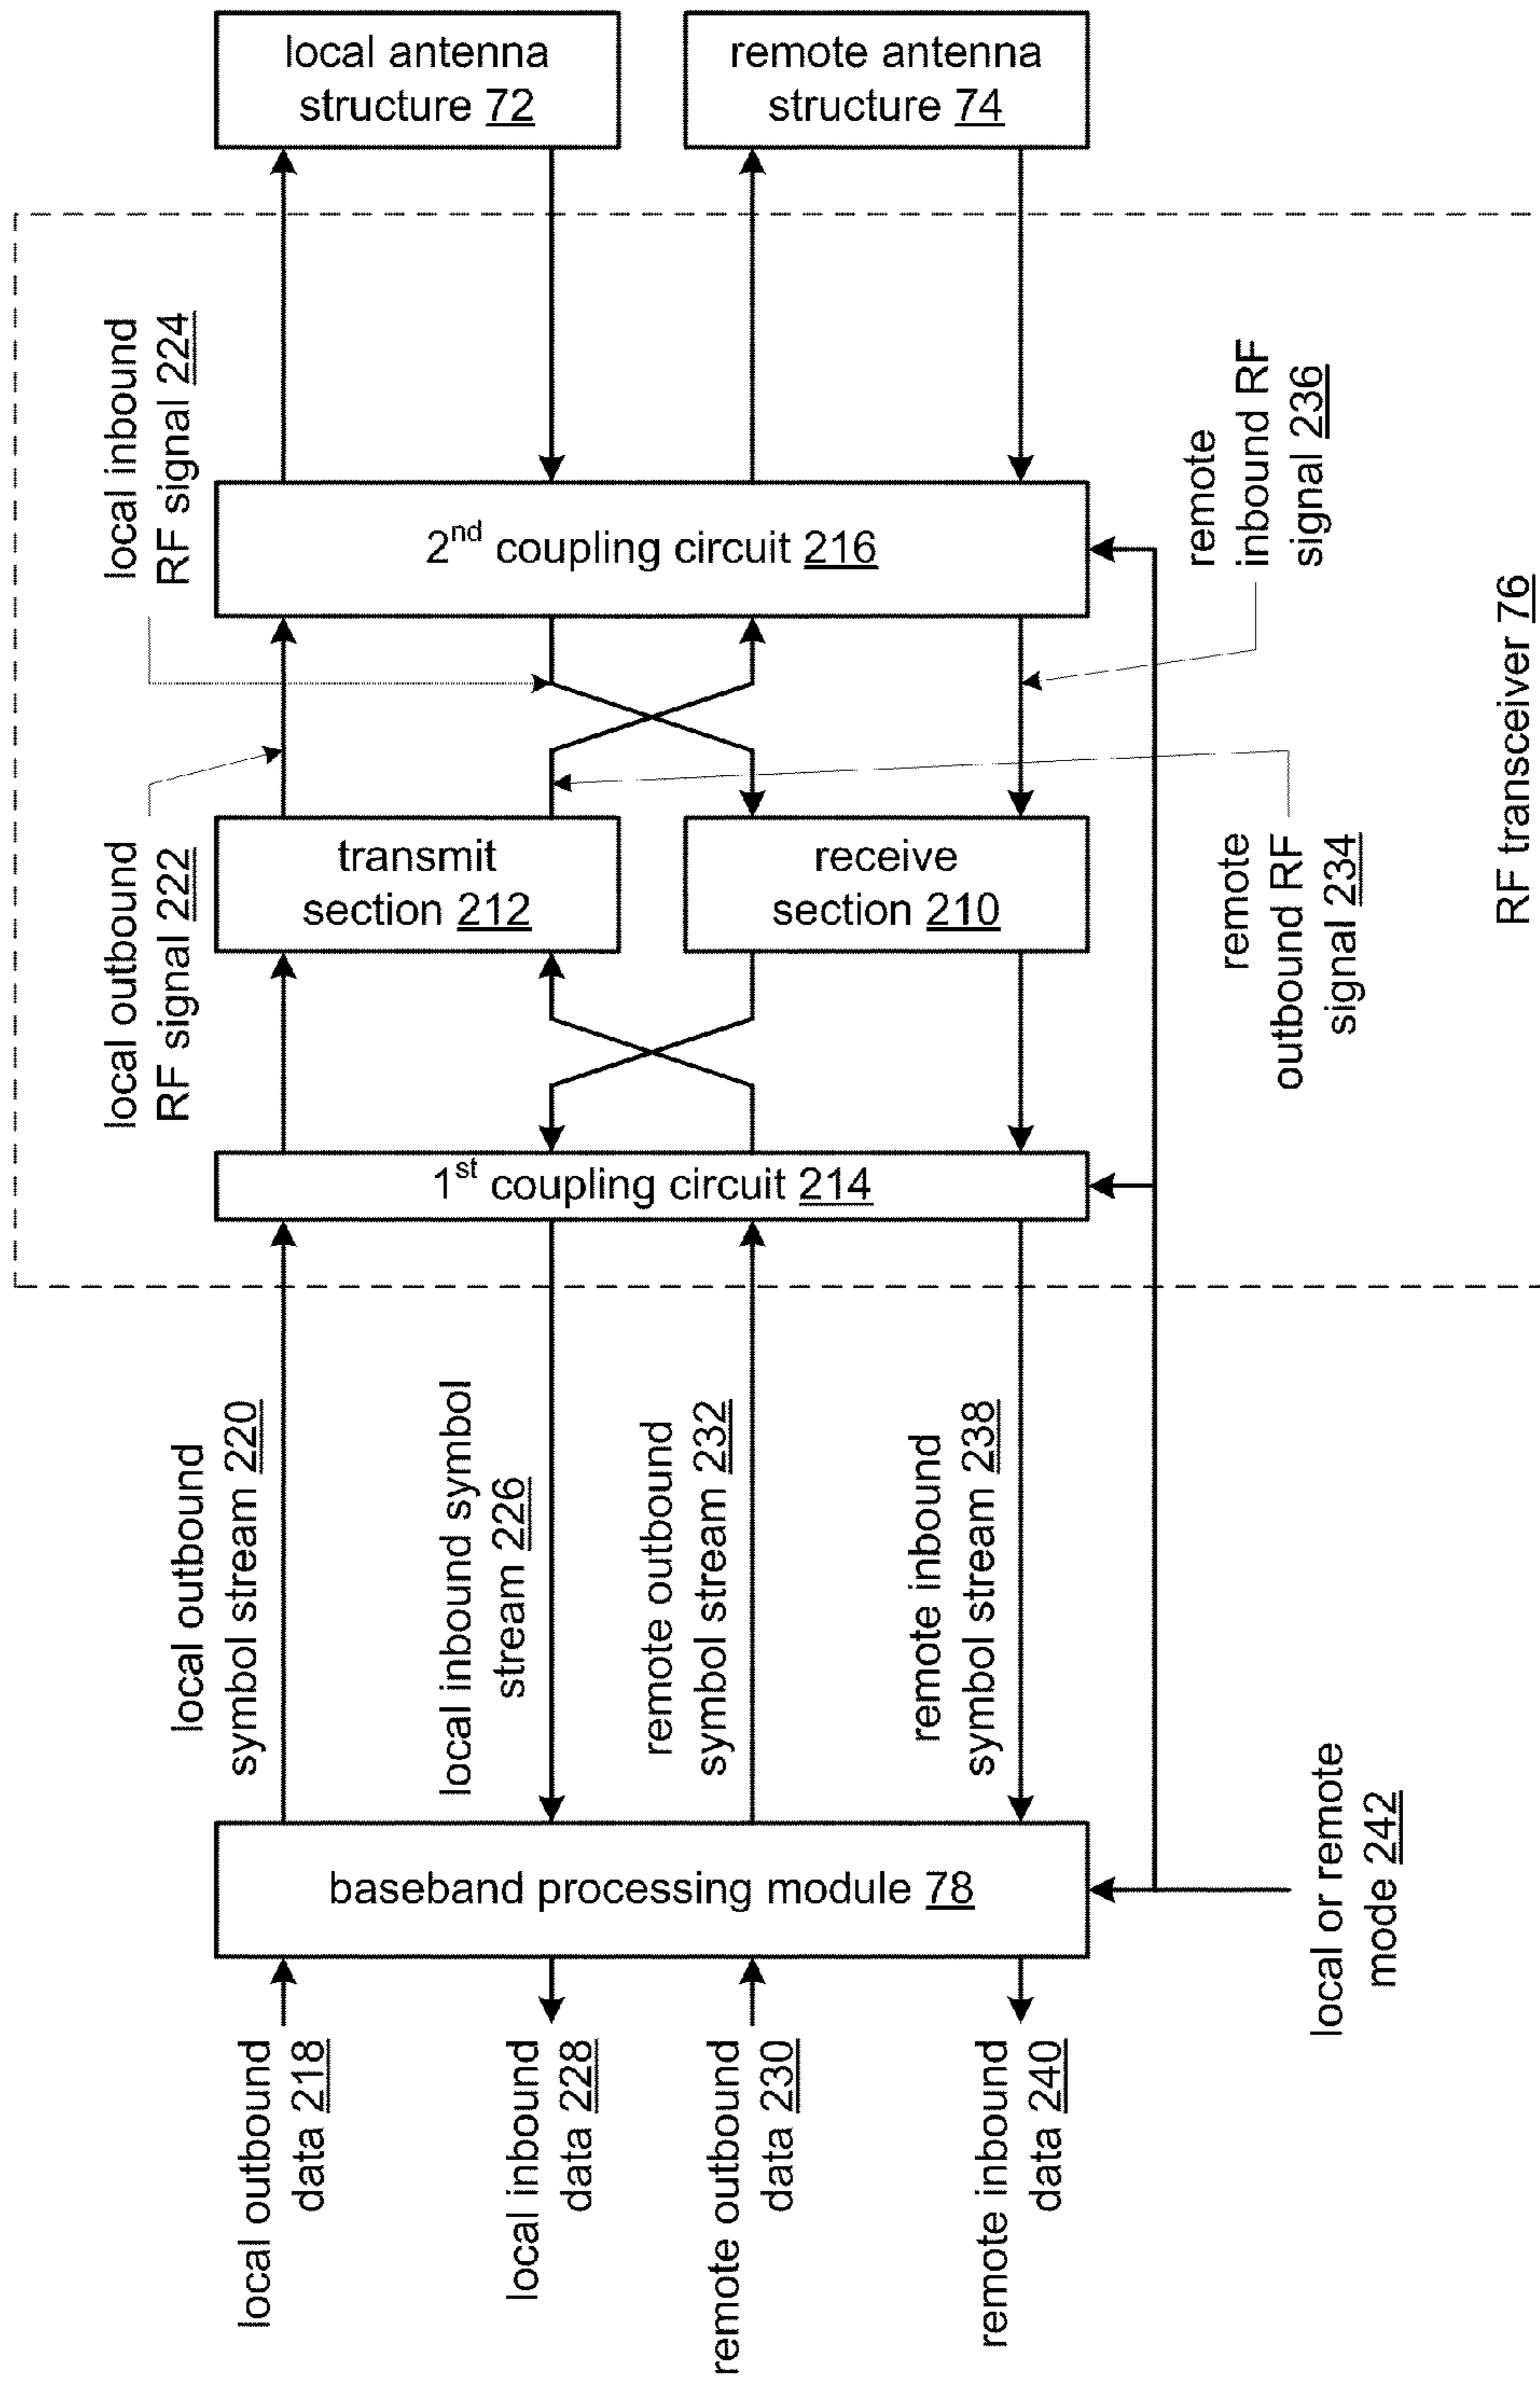 local antenna
structure 72
remote antenna
structure 74
local inbound
RF signal 224
2nd coupling circuit 216
remote
inbound RF
signal 236
local outbound
RF signal 222
transmit
section 212
receive
section 210
remote
outbound RF
signal 234
RF transceiver 76
1st coupling circuit 214
local outbound
symbol stream 220
local inbound symbol
stream 226
remote outbound
symbol stream 232
remote inbound
symbol stream 238
baseband processing module 78
local or remote
mode 242
local outbound
data 218
local inbound
data 228
remote outbound
data 230
remote inbound
data 240